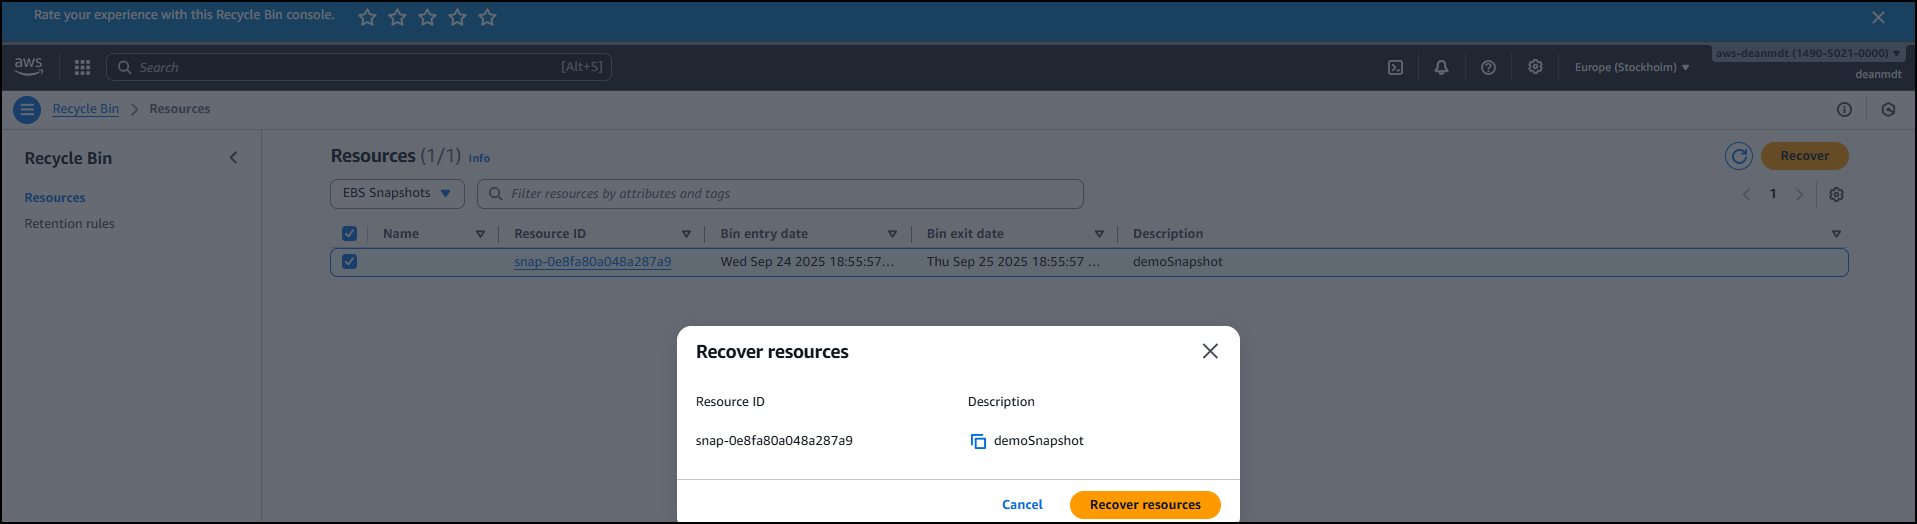 Rate your experience with this Recycle Bin console.
aws Search [Alt+S] Europe (Stockholm) aws-deanmdt (1490-5021-0000)
deanmdt
Recycle Bin Resources
Recycle Bin
Resources
Retention rules
Resources (1/1) Info Recover
EBS Snapshots Filter resources by attributes and tags 1
Name Resource ID Bin entry date Bin exit date Description
snap-0e8fa80a048a287a9 Wed Sep 24 2025 18:55:57... Thu Sep 25 2025 18:55:57 ... demoSnapshot
Recover resources
Resource ID Description
snap-0e8fa80a048a287a9 demoSnapshot
Cancel Recover resources